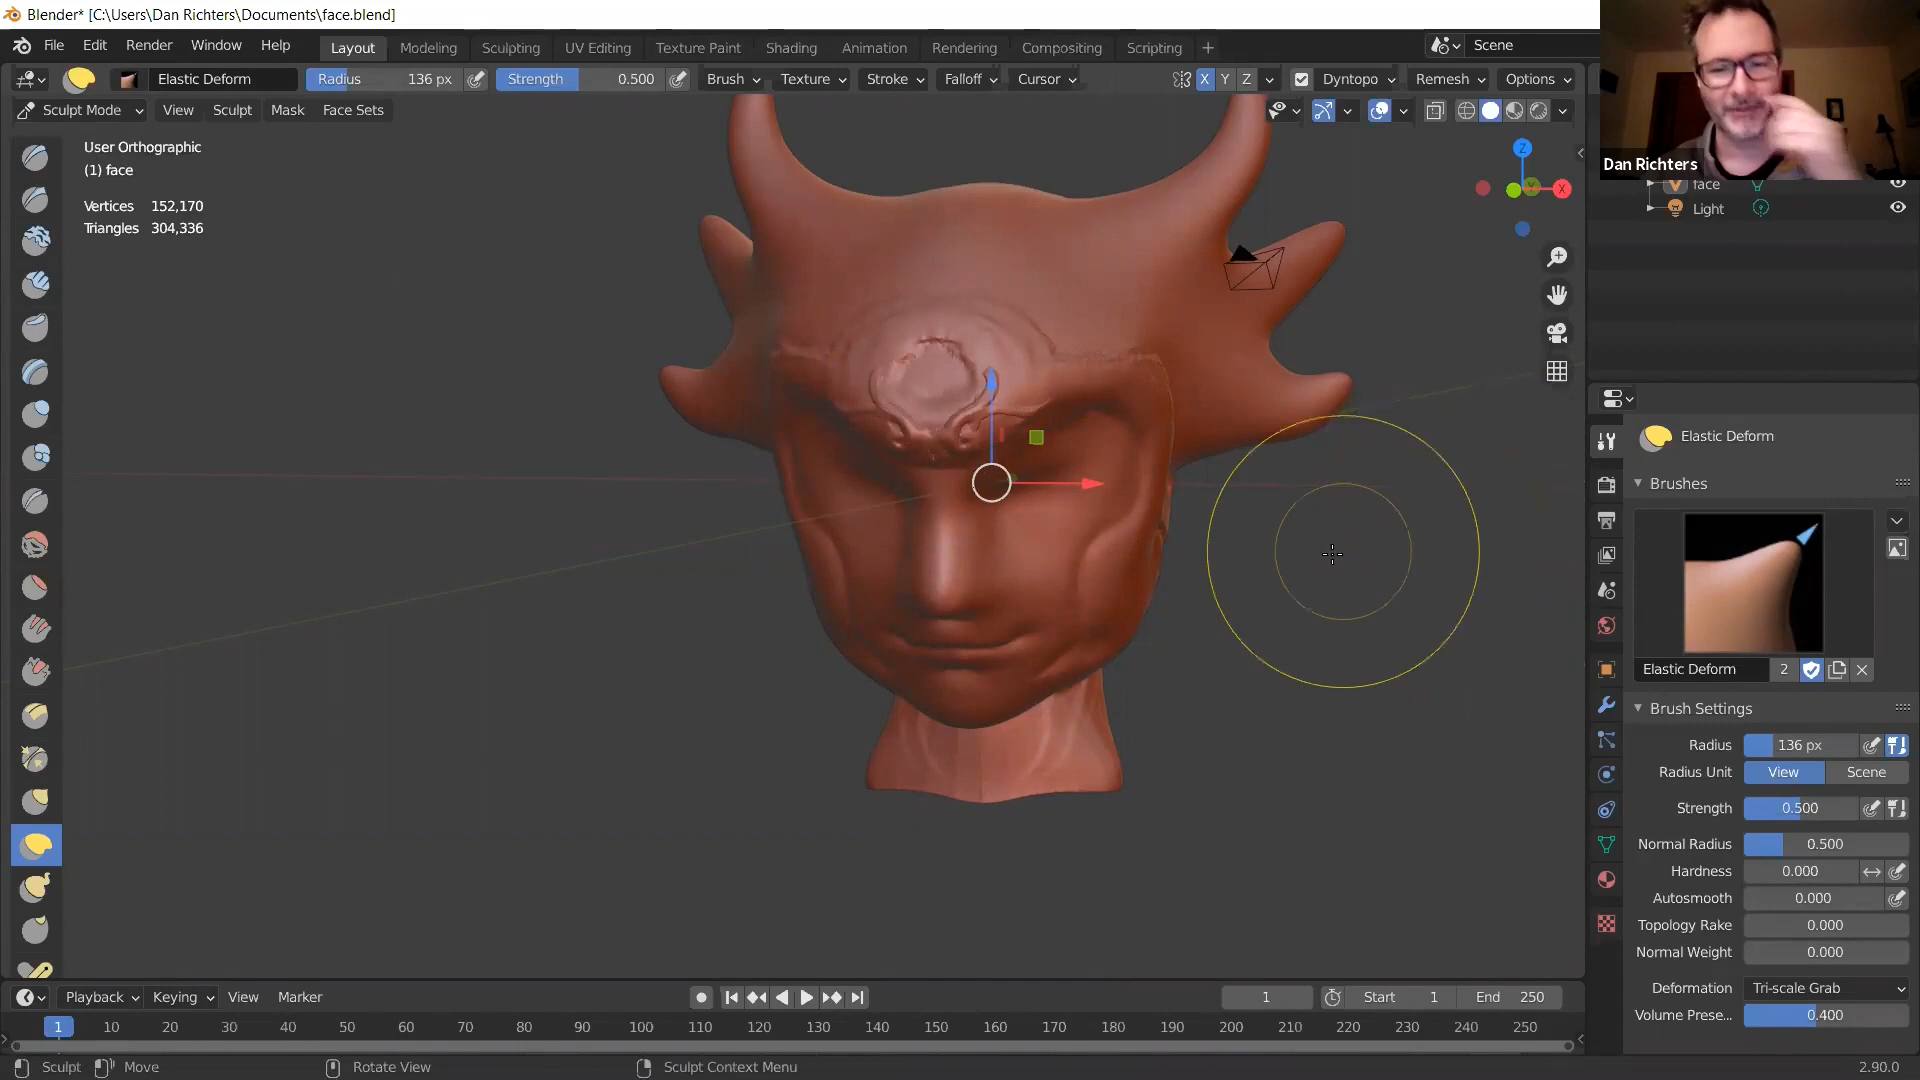 Blender* [C:\Users\Dan Richters\Documents\face.blend]
File Edit Render Window Help Layout Modeling Sculpting UV Editing Texture Paint Shading Animation Rendering Compositing Scripting + Scene
Elastic Deform Radius 136 px Strength 0.500 Brush Texture Stroke Falloff Cursor X Y Z Dyntopo Remesh Options
Sculpt Mode View Sculpt Mask Face Sets
Dan Richters
User Orthographic
(1) face
Vertices 152,170
Triangles 304,336
Z
X
face
Light
Elastic Deform
Brushes
Elastic Deform 2
Brush Settings
Radius 136 px
Radius Unit View Scene
Strength 0.500
Normal Radius 0.500
Hardness 0.000
Autosmooth 0.000
Topology Rake 0.000
Normal Weight 0.000
Deformation Tri-scale Grab
Volume Prese... 0.400
Playback Keying View Marker 1 Start 1 End 250
1 10 20 30 40 50 60 70 80 90 100 110 120 130 140 150 160 170 180 190 200 210 220 230 240 250
Sculpt Move Rotate View Sculpt Context Menu 2.90.0